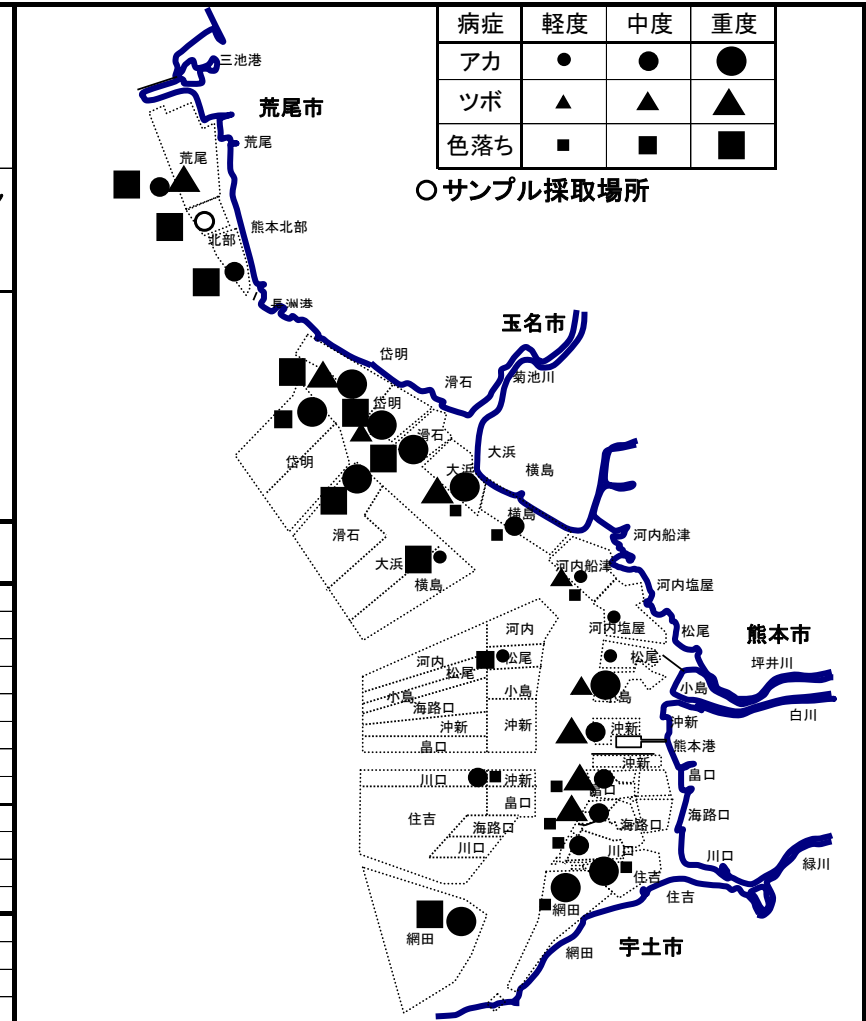 病症 軽度 中度 重度
アカ
ツボ
色落ち
サンプル採取場所
三池港
荒尾市
荒尾
荒尾
熊本北部
北部
長洲港
玉名市
岱明
滑石
菊池川
岱明
滑石
大浜
岱明
大浜
横島
横島
滑石
河内船津
大浜
河内船津
横島
河内塩屋
河内
河内塩屋
松尾
熊本市
河内
松尾
松尾
坪井川
松尾
小島
小島
小島
小島
海路口
白川
沖新
沖新
沖新
沖新
畠口
熊本港
沖新
川口
沖新
畠口
畠口
畠口
住吉
海路口
海路口
海路口
川口
川口
川口
緑川
住吉
住吉
網田
網田
宇土市
網田